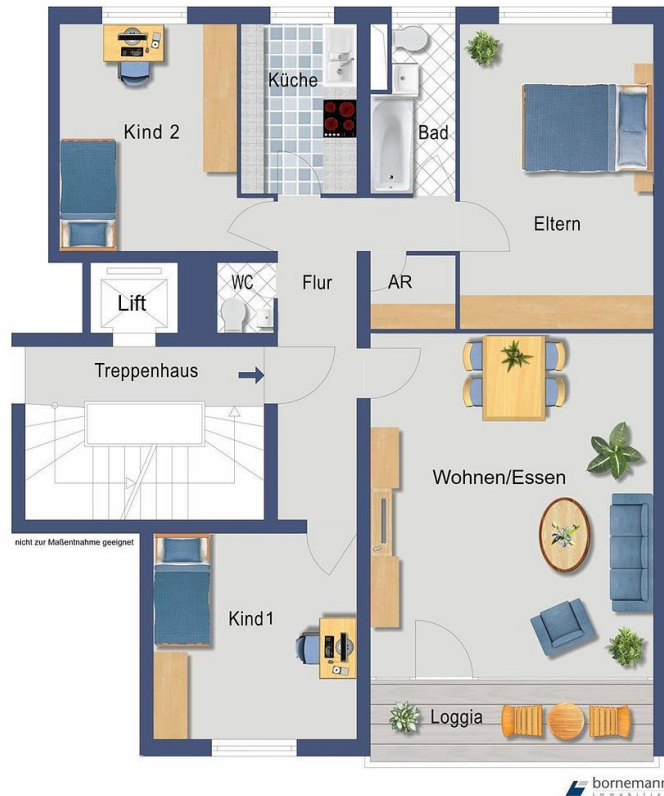 Küche
Kind 2
Bad
Eltern
WC
Flur
AR
Lift
Treppenhaus
Wohnen/Essen
nicht zur Maßentnahme geeignet
Kind1
Loggia
bornemann